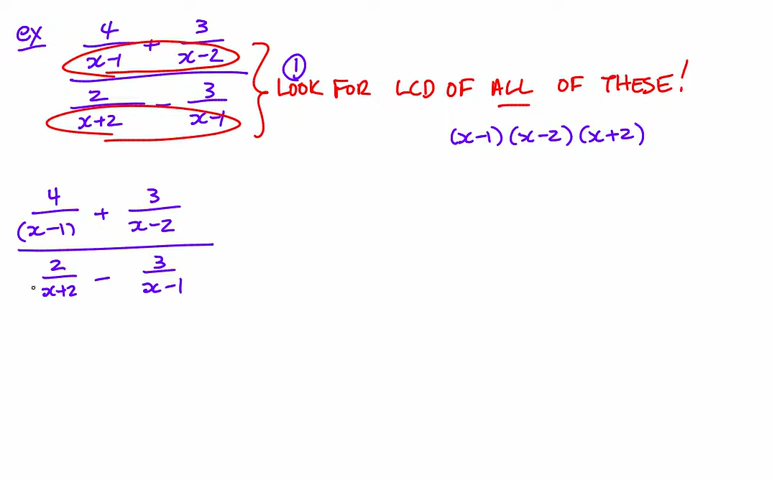 ex 4/(x-1) + 3/(x-2)
2/(x+2) - 3/(x-1)
① LOOK FOR LCD OF ALL OF THESE!
(x-1)(x-2)(x+2)
4/(x-1) + 3/(x-2)
2/(x+2) - 3/(x-1)